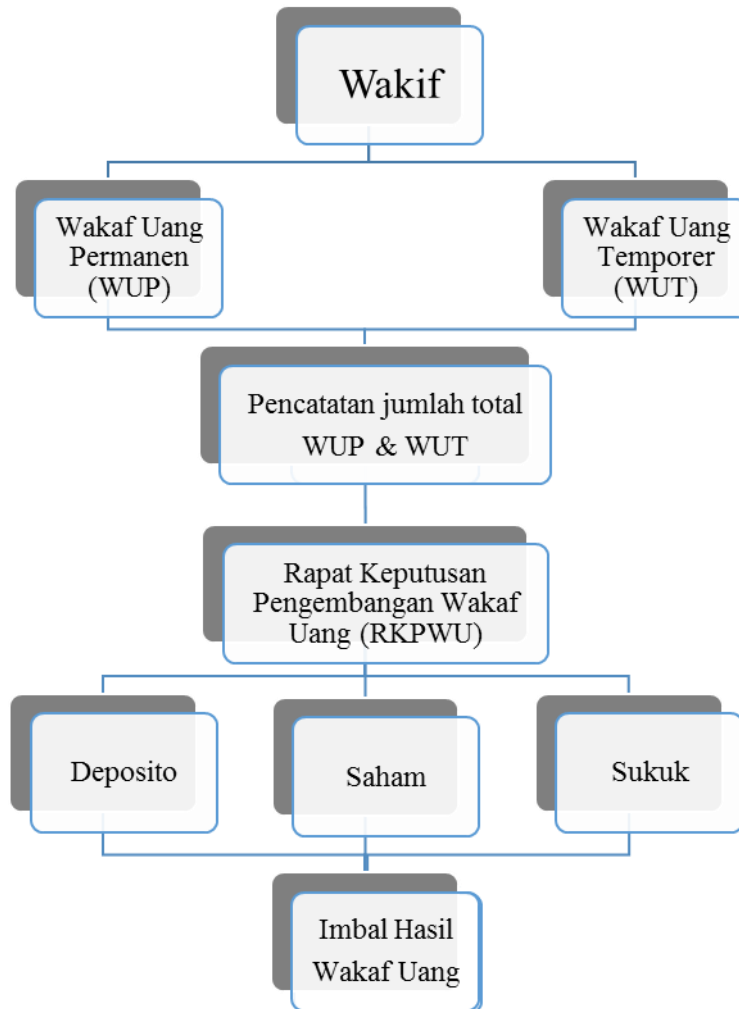 Wakif
Wakaf Uang
Permanen
(WUP)
Wakaf Uang
Temporer
(WUT)
Pencatatan jumlah total
WUP & WUT
Rapat Keputusan
Pengembangan Wakaf
Uang (RKPWU)
Deposito
Saham
Sukuk
Imbal Hasil
Wakaf Uang